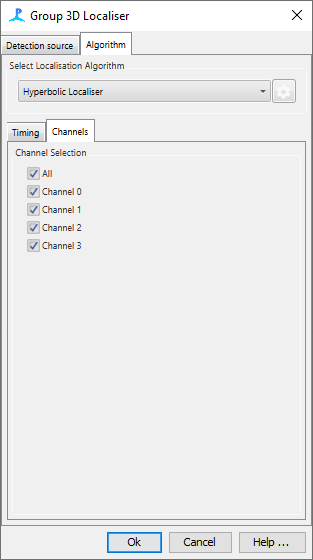 Group 3D Localiser
Detection source Algorithm
Select Localisation Algorithm
Hyperbolic Localiser
Timing Channels
Channel Selection
All
Channel 0
Channel 1
Channel 2
Channel 3
Ok Cancel Help ...